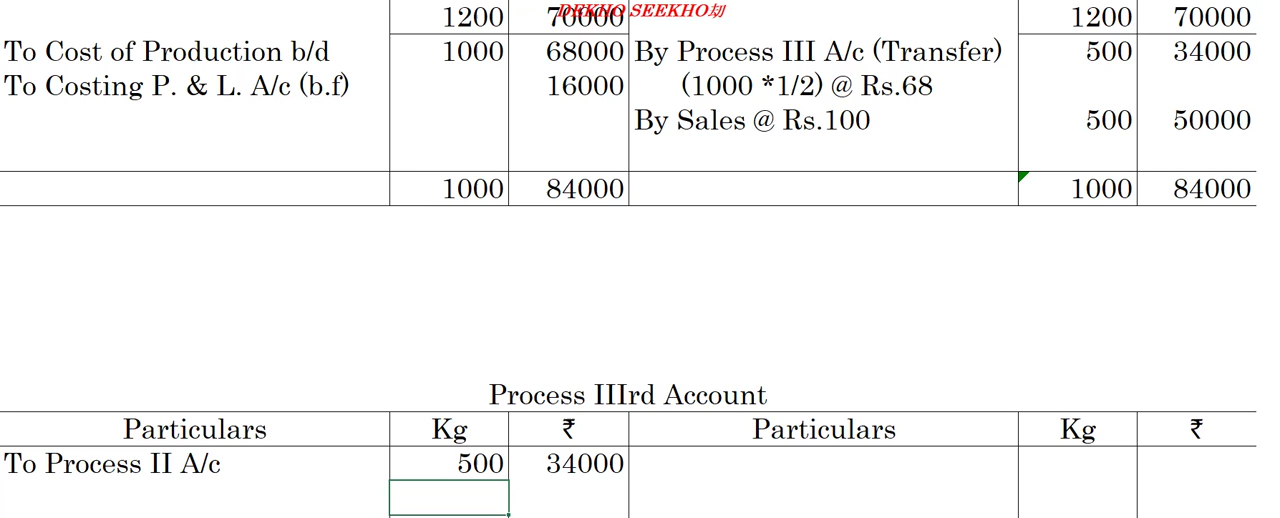 DEKHO SEEKHO
1200 70000 1200 70000
To Cost of Production b/d 1000 68000 By Process III A/c (Transfer) 500 34000
To Costing P. & L. A/c (b.f) 16000 (1000 *1/2) @ Rs.68
By Sales @ Rs.100 500 50000
1000 84000 1000 84000
Process IIIrd Account
Particulars Kg ₹ Particulars Kg ₹
To Process II A/c 500 34000